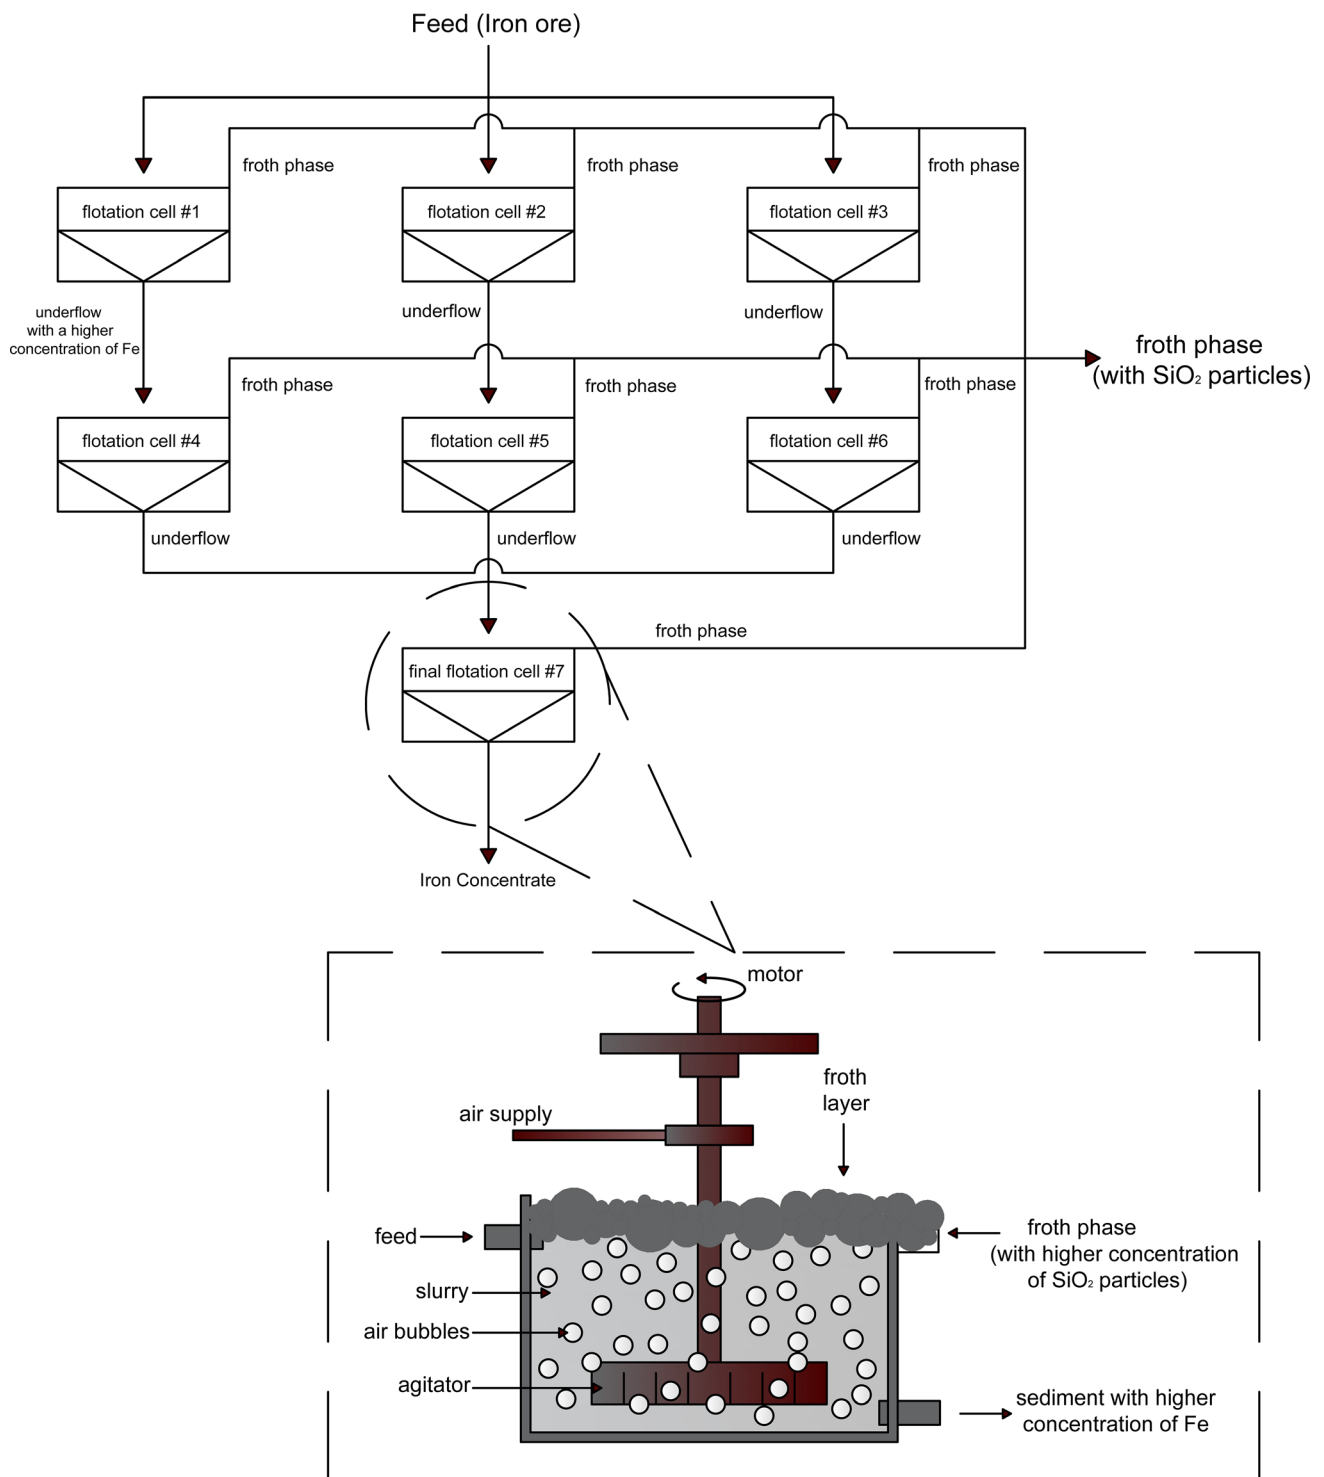 Feed (Iron ore)
froth phase
froth phase
froth phase
flotation cell #1
flotation cell #2
flotation cell #3
underflow
with a higher
concentration of Fe
underflow
underflow
froth phase
(with SiO₂ particles)
froth phase
froth phase
froth phase
flotation cell #4
flotation cell #5
flotation cell #6
underflow
underflow
underflow
froth phase
final flotation cell #7
Iron Concentrate
motor
froth
layer
air supply
feed
froth phase
(with higher concentration
of SiO₂ particles)
slurry
air bubbles
agitator
sediment with higher
concentration of Fe